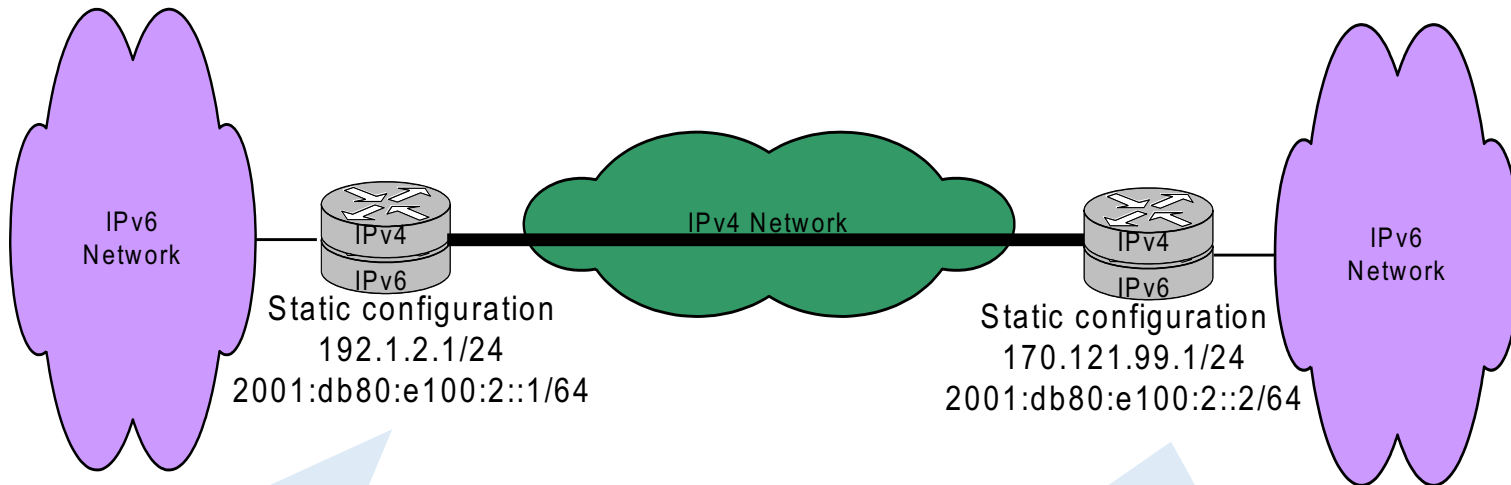 IPv6
Network
IPv4
IPv6
Static configuration
192.1.2.1/24
2001:db80:e100:2::1/64
IPv4 Network
IPv4
IPv6
Static configuration
170.121.99.1/24
2001:db80:e100:2::2/64
IPv6
Network